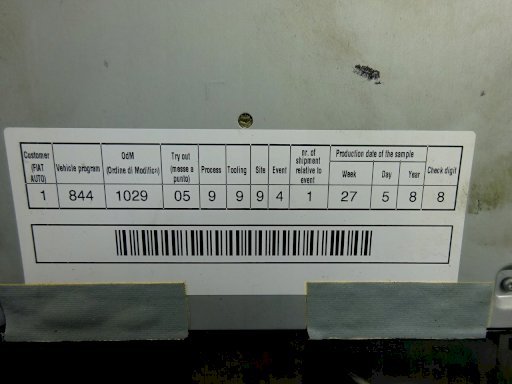 Customer (FIAT AUTO) Vehicle program OdM (Ordine di Modifica) Try out (messe a punto) Process Tooling Site Event nr. of shipment relative to event Production date of the sample Week Day Year Check digit
1 844 1029 05 9 9 9 4 1 27 5 8 8